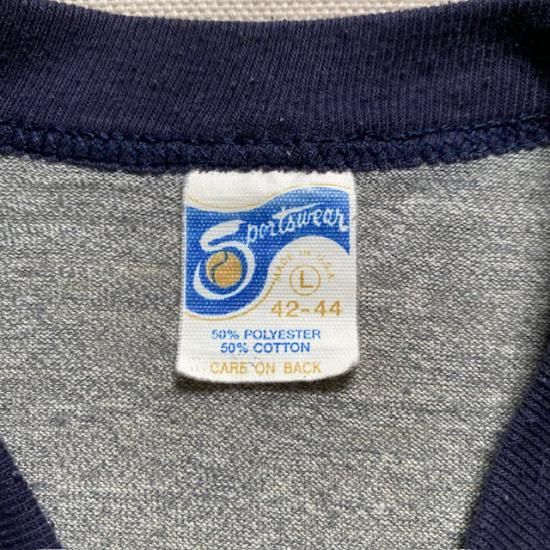 Sportswear
MADE IN U.S.A.
L
42-44
50% POLYESTER
50% COTTON
CARE ON BACK